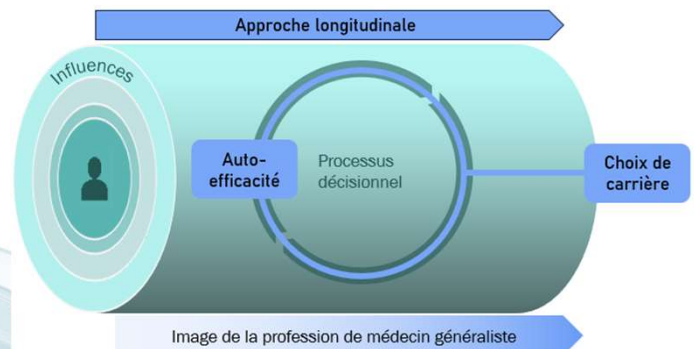 Approche longitudinale
Influences
Auto-
efficacité
Processus
décisionnel
Choix de
carrière
Image de la profession de médecin généraliste